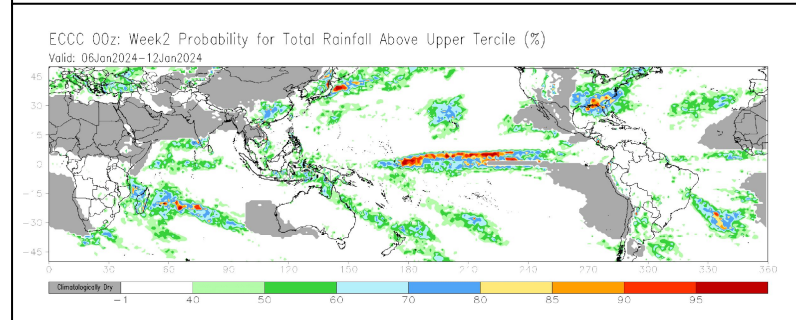 ECCC 00z: Week2 Probability for Total Rainfall Above Upper Tercile (%)
Valid: 06Jan2024-12Jan2024
45
30
15
0
-15
-30
-45
0 30 60 90 120 150 180 210 240 270 300 330 360
Climatologically Dry -1 40 50 60 70 80 85 90 95